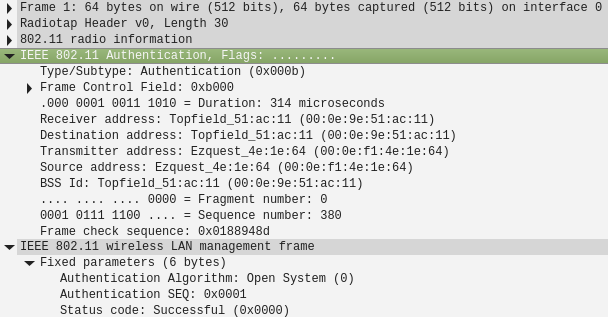 Frame 1: 64 bytes on wire (512 bits), 64 bytes captured (512 bits) on interface 0
Radiotap Header v0, Length 30
802.11 radio information
IEEE 802.11 Authentication, Flags: .........
Type/Subtype: Authentication (0x000b)
Frame Control Field: 0xb000
.000 0001 0011 1010 = Duration: 314 microseconds
Receiver address: Topfield_51:ac:11 (00:0e:9e:51:ac:11)
Destination address: Topfield_51:ac:11 (00:0e:9e:51:ac:11)
Transmitter address: Ezquest_4e:1e:64 (00:0e:f1:4e:1e:64)
Source address: Ezquest_4e:1e:64 (00:0e:f1:4e:1e:64)
BSS Id: Topfield_51:ac:11 (00:0e:9e:51:ac:11)
.... .... .... 0000 = Fragment number: 0
0001 0111 1100 .... = Sequence number: 380
Frame check sequence: 0x0188948d
IEEE 802.11 wireless LAN management frame
Fixed parameters (6 bytes)
Authentication Algorithm: Open System (0)
Authentication SEQ: 0x0001
Status code: Successful (0x0000)